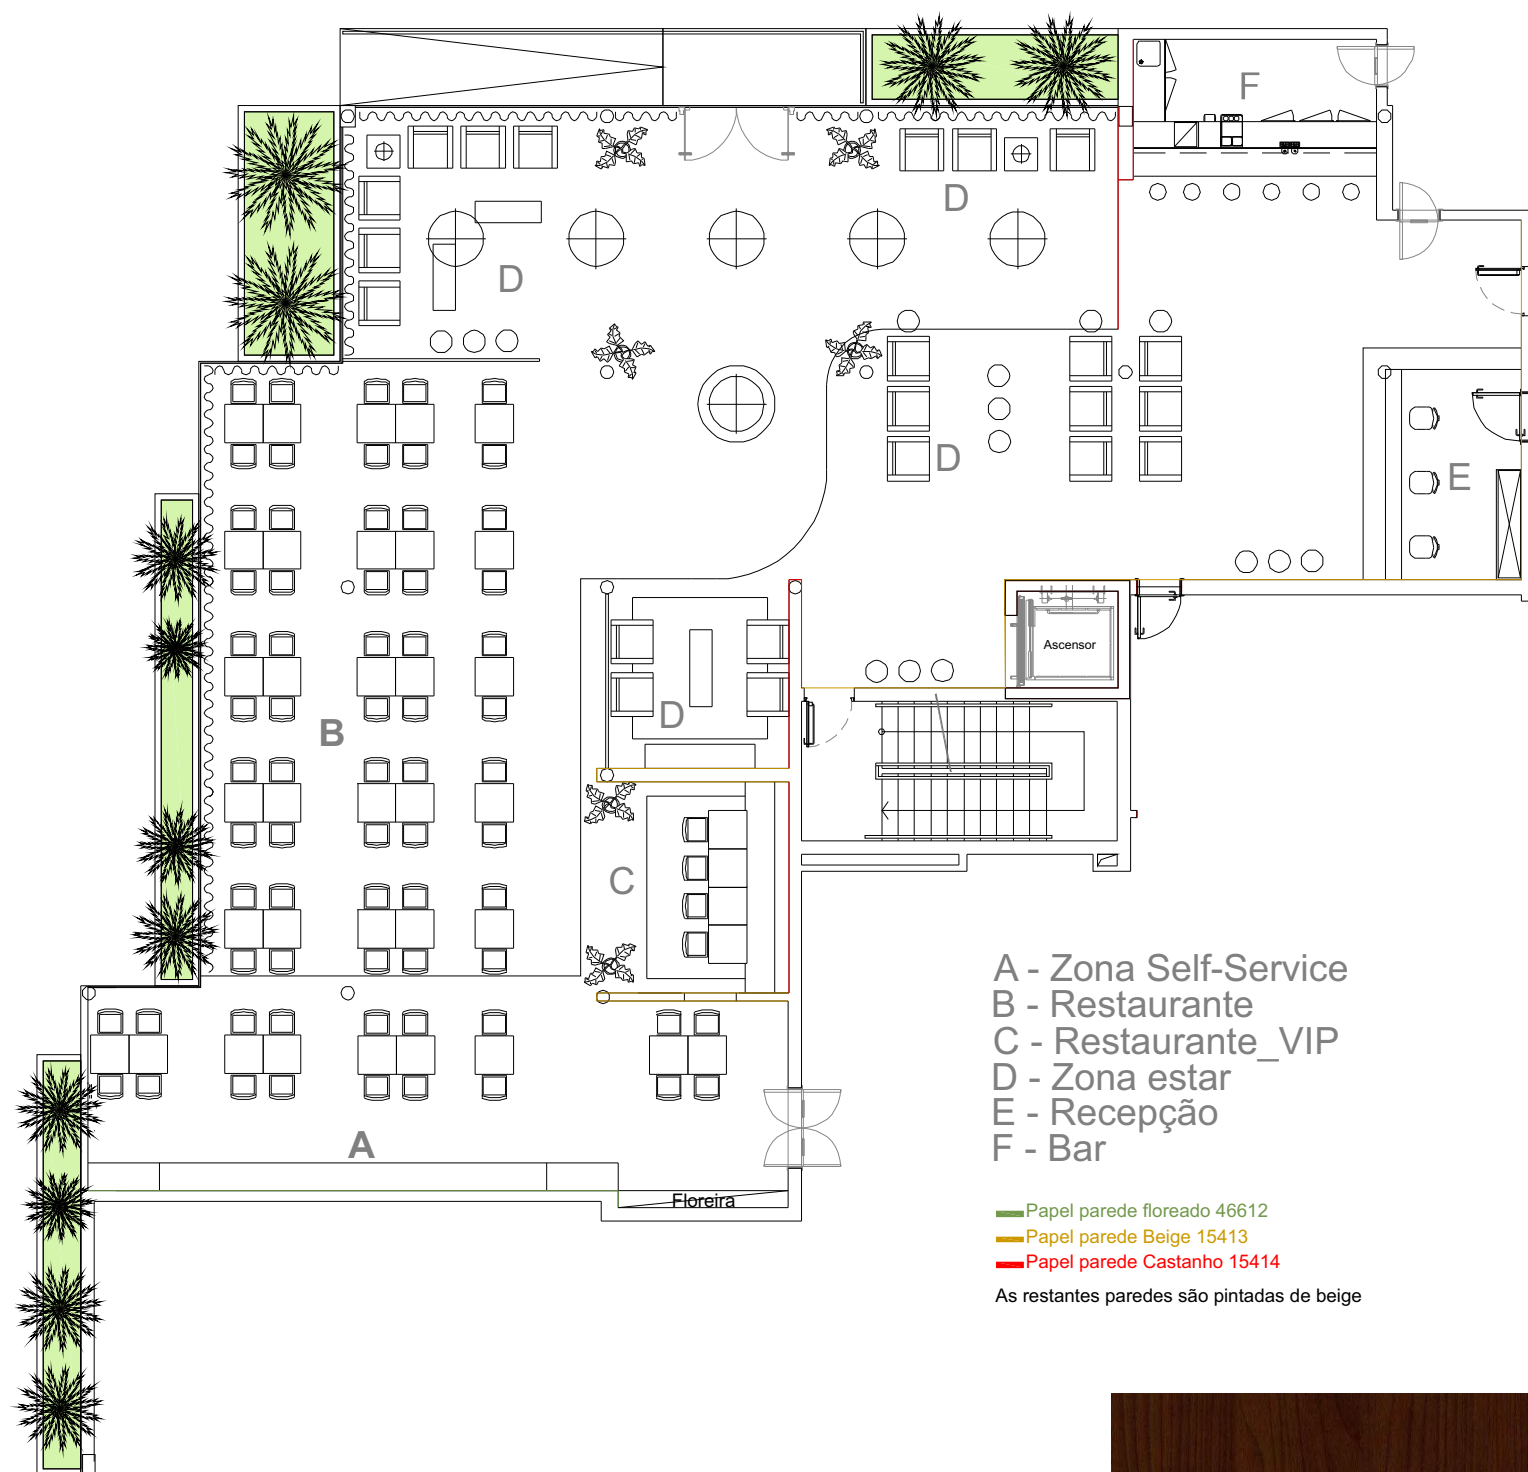 F
D
D
D
E
Ascensor
D
B
C
A
Floreira
A - Zona Self-Service
B - Restaurante
C - Restaurante_VIP
D - Zona estar
E - Recepção
F - Bar
Papel parede floreado 46612
Papel parede Beige 15413
Papel parede Castanho 15414
As restantes paredes são pintadas de beige